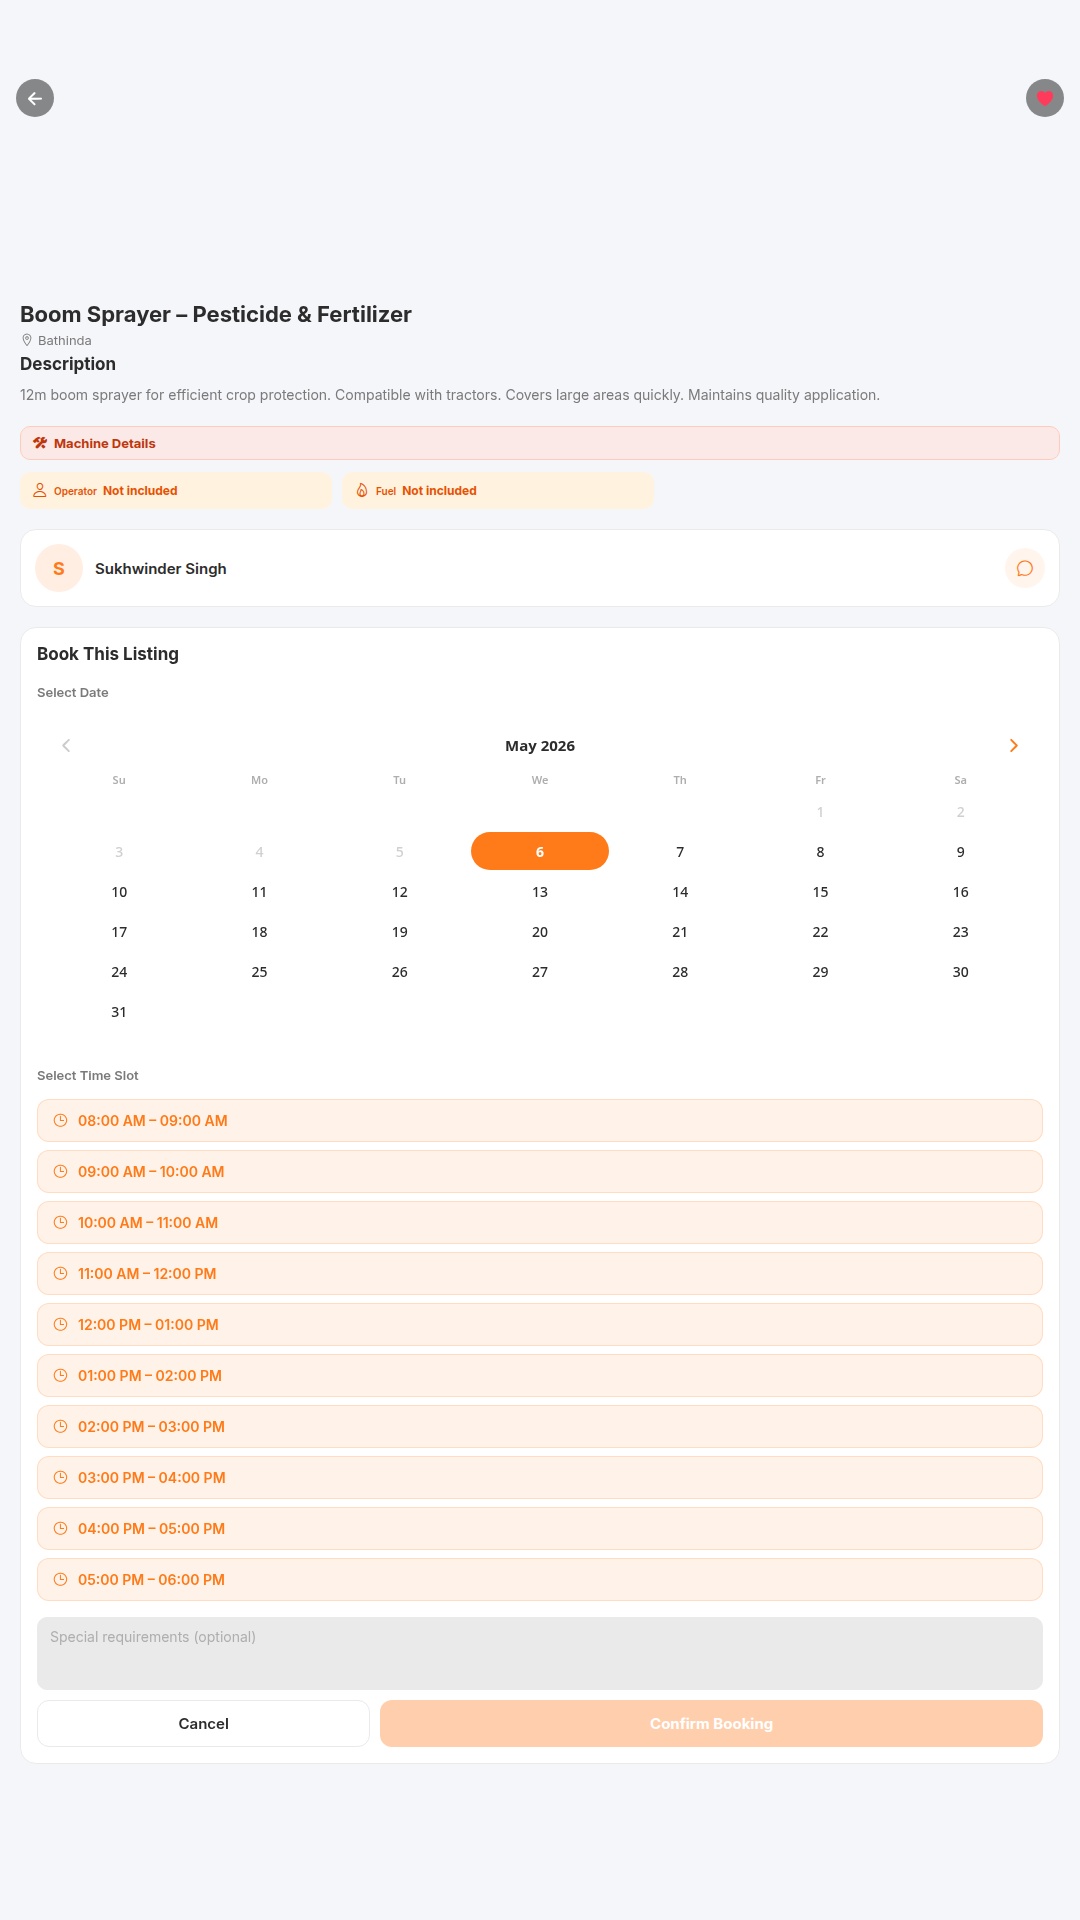 Boom Sprayer – Pesticide & Fertilizer
Bathinda
Description
12m boom sprayer for efficient crop protection. Compatible with tractors. Covers large areas quickly. Maintains quality application.
Machine Details
Operator Not included Fuel Not included
S Sukhwinder Singh
Book This Listing
Select Date
May 2026
Su Mo Tu We Th Fr Sa
1 2
3 4 5 6 7 8 9
10 11 12 13 14 15 16
17 18 19 20 21 22 23
24 25 26 27 28 29 30
31
Select Time Slot
08:00 AM – 09:00 AM
09:00 AM – 10:00 AM
10:00 AM – 11:00 AM
11:00 AM – 12:00 PM
12:00 PM – 01:00 PM
01:00 PM – 02:00 PM
02:00 PM – 03:00 PM
03:00 PM – 04:00 PM
04:00 PM – 05:00 PM
05:00 PM – 06:00 PM
Special requirements (optional)
Cancel Confirm Booking